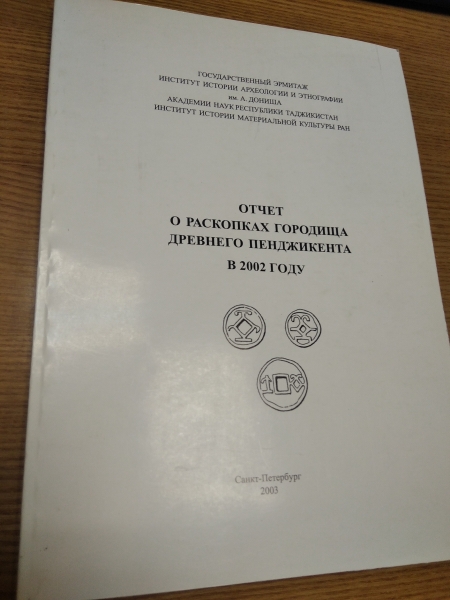 ГОСУДАРСТВЕННЫЙ ЭРМИТАЖ
ИНСТИТУТ ИСТОРИИ АРХЕОЛОГИИ И ЭТНОГРАФИИ
им. А. ДОНИША
АКАДЕМИИ НАУК РЕСПУБЛИКИ ТАДЖИКИСТАН
ИНСТИТУТ ИСТОРИИ МАТЕРИАЛЬНОЙ КУЛЬТУРЫ РАН
ОТЧЕТ
О РАСКОПКАХ ГОРОДИЩА
ДРЕВНЕГО ПЕНДЖИКЕНТА
В 2002 ГОДУ
Санкт-Петербург
2003